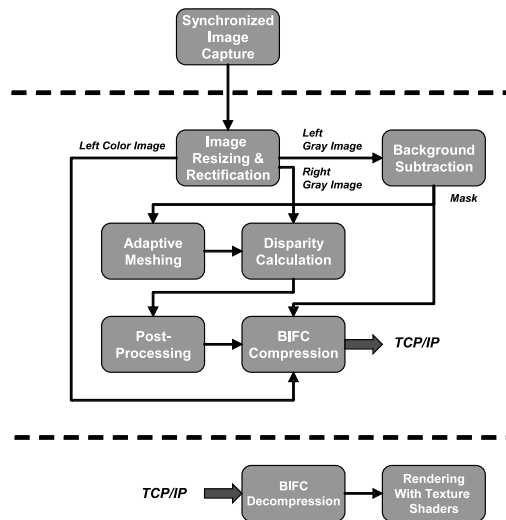 Synchronized
Image
Capture
Left Color Image
Image
Resizing &
Rectification
Left
Gray Image
Right
Gray Image
Background
Subtraction
Mask
Adaptive
Meshing
Disparity
Calculation
Post-
Processing
BIFC
Compression
TCP/IP
TCP/IP
BIFC
Decompression
Rendering
With Texture
Shaders